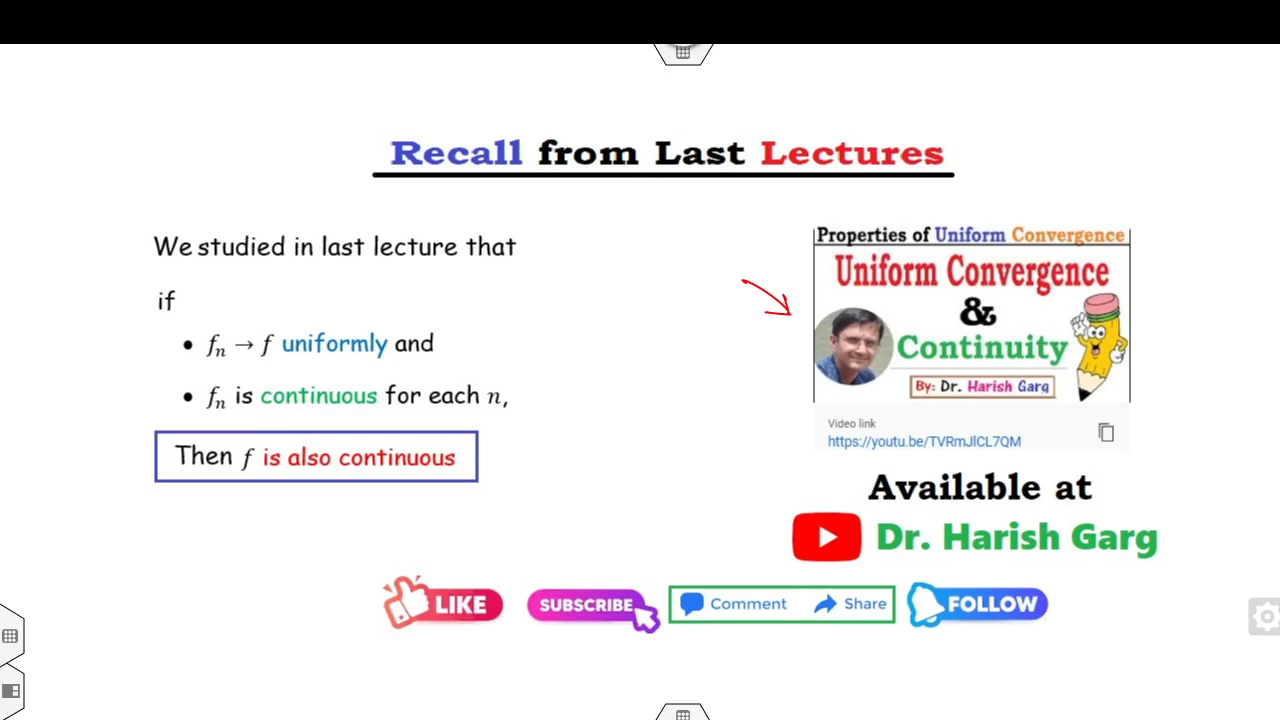 Recall from Last Lectures
We studied in last lecture that
if
• fₙ → f uniformly and
• fₙ is continuous for each n,
Then f is also continuous
Properties of Uniform Convergence
Uniform Convergence
&
Continuity
By: Dr. Harish Garg
Video link
https://youtu.be/TVRmJlCL7QM
Available at
Dr. Harish Garg
LIKE SUBSCRIBE Comment Share FOLLOW